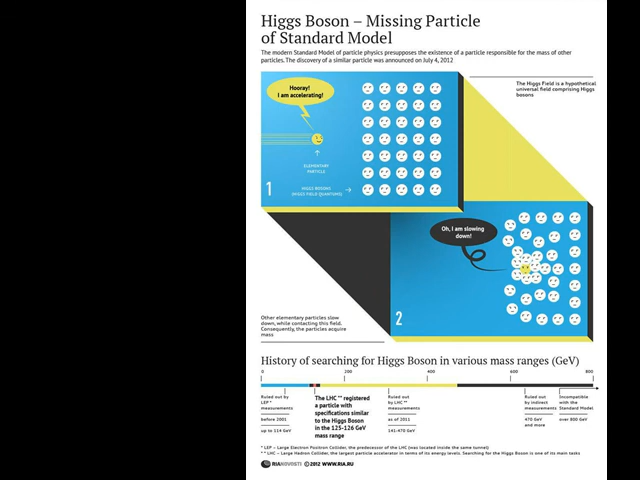 Higgs Boson – Missing Particle
of Standard Model
The modern Standard Model of particle physics presupposes the existence of a particle responsible for the mass of other
particles. The discovery of a similar particle was announced on July 4, 2012
The Higgs Field is a hypothetical
universal field comprising Higgs
bosons
Hooray!
I am accelerating!
ELEMENTARY
PARTICLE
HIGGS BOSONS
(HIGGS FIELD QUANTUMS)
1
Oh, I am slowing
down!
2
Other elementary particles slow
down, while contacting this field.
Consequently, the particles acquire
mass
History of searching for Higgs Boson in various mass ranges (GeV)
0 200 400 600 800
Ruled out by
LEP *
measurements
before 2001
up to 114 GeV
The LHC ** registered
a particle with
specifications similar
to the Higgs Boson
in the 125-126 GeV
mass range
Ruled out
by LHC **
measurements
as of 2011
141-470 GeV
Ruled out
by indirect
measurements
470 GeV
and more
Incompatible
with the
Standard Model
over 800 GeV
* LEP – Large Electron Positron Collider, the predecessor of the LHC (was located inside the same tunnel)
** LHC – Large Hadron Collider, the largest particle accelerator in terms of its energy levels. Searching for the Higgs Boson is one of its main tasks
RIANOVOSTI © 2012 WWW.RIA.RU